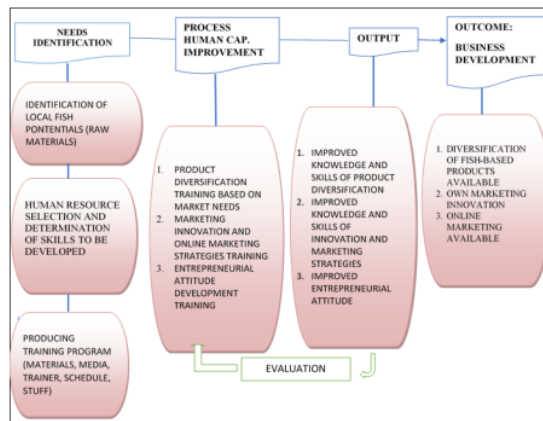 NEEDS
IDENTIFICATION
PROCESS
HUMAN CAP.
IMPROVEMENT
OUTPUT
OUTCOME:
BUSINESS
DEVELOPMENT
IDENTIFICATION OF
LOCAL FISH
PONTENTIALS (RAW
MATERIALS)
HUMAN RESOURCE
SELECTION AND
DETERMINATION
OF SKILLS TO BE
DEVELOPED
PRODUCING
TRAINING PROGRAM
(MATERIALS, MEDIA,
TRAINER, SCHEDULE,
STUFF)
1. PRODUCT
DIVERSIFICATION
TRAINING BASED ON
MARKET NEEDS
2. MARKETING
INNOVATION AND
ONLINE MARKETING
STRATEGIES TRAINING
3. ENTREPRENEURIAL
ATTITUDE
DEVELOPMENT
TRAINING
1. IMPROVED
KNOWLEDGE AND
SKILLS OF PRODUCT
DIVERSIFICATION
2. IMPROVED
KNOWLEDGE AND
SKILLS OF
INNOVATION AND
MARKETING
STRATEGIES
3. IMPROVED
ENTREPRENEURIAL
ATTITUDE
1. DIVERSIFICATION
OF FISH-BASED
PRODUCTS
AVAILABLE
2. OWN MARKETING
INNOVATION
3. ONLINE
MARKETING
AVAILABLE
EVALUATION